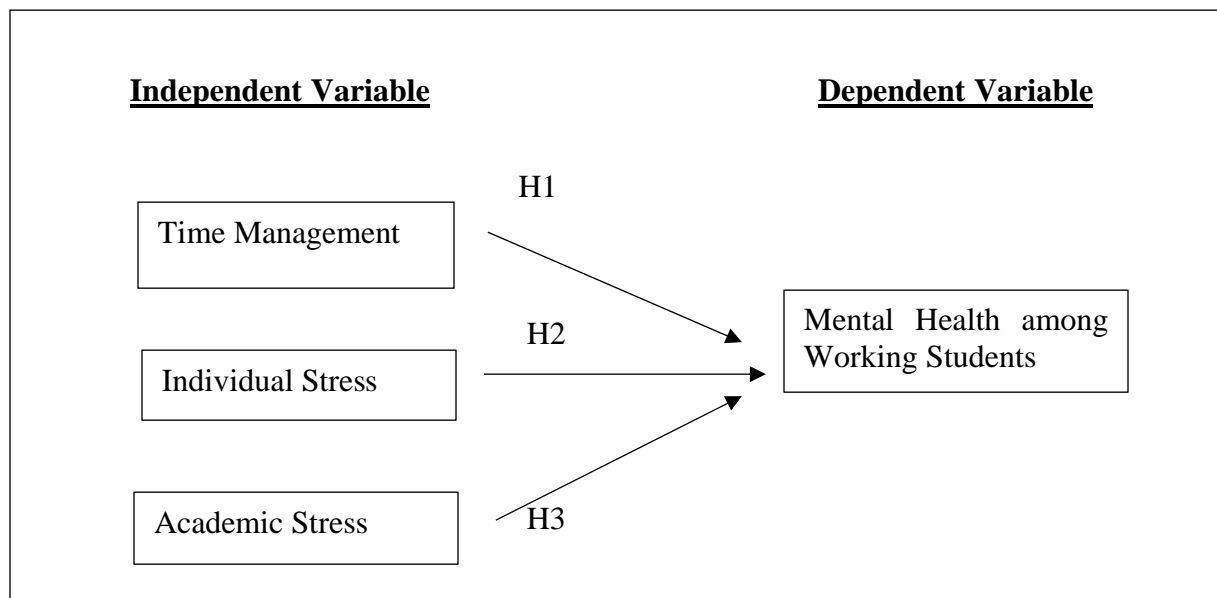 Independent Variable
Dependent Variable
H1
Time Management
Mental Health among
Working Students
H2
Individual Stress
Academic Stress
H3